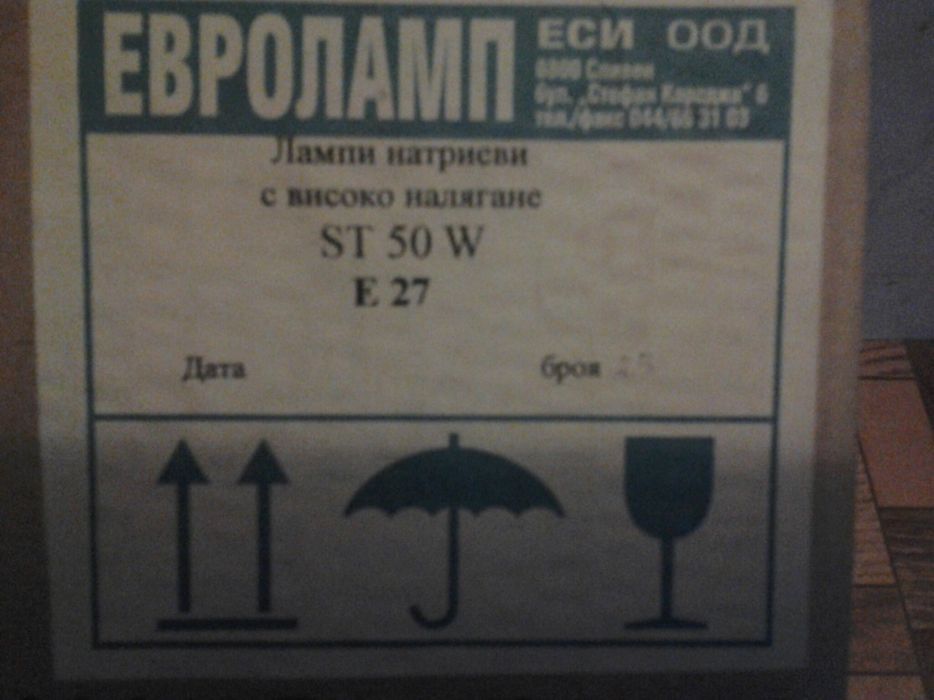 ЕВРОЛАМП
ЕСИ ООД
8800 Сливен
бул. „Стефан Караджа“ 6
тел./факс 044/66 31 03
Лампи натриеви
с високо налягане
ST 50 W
E 27
Дата
броя 25